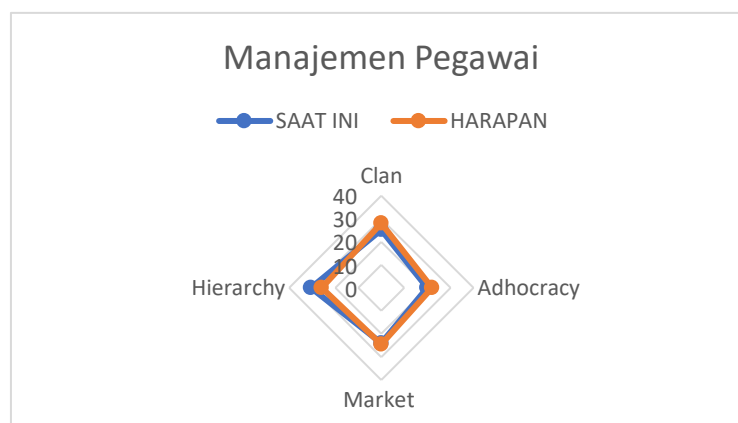 Manajemen Pegawai
SAAT INI HARAPAN
Clan
40
30
20
10
0
Hierarchy
Adhocracy
Market